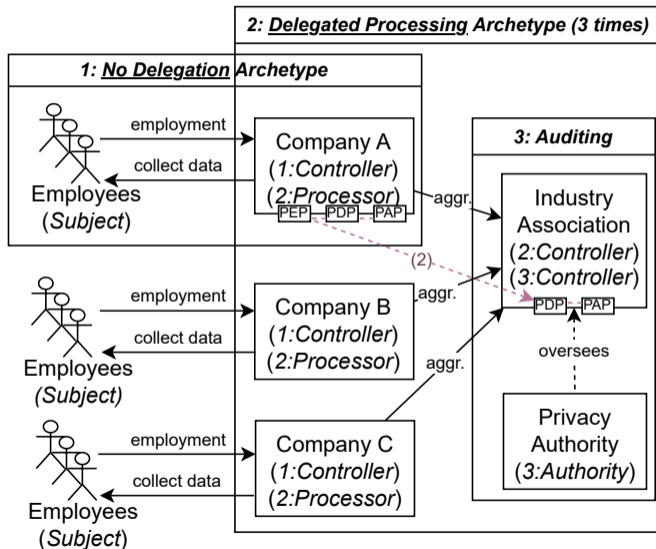 2: Delegated Processing Archetype (3 times)
1: No Delegation Archetype
3: Auditing
employment
collect data
Employees
(Subject)
Company A
(1:Controller)
(2:Processor)
PEP
PDP
PAP
aggr.
Industry
Association
(2:Controller)
(3:Controller)
PDP
PAP
(2)
employment
collect data
Employees
(Subject)
Company B
(1:Controller)
(2:Processor)
aggr.
oversees
Privacy
Authority
(3:Authority)
employment
collect data
Employees
(Subject)
Company C
(1:Controller)
(2:Processor)
aggr.